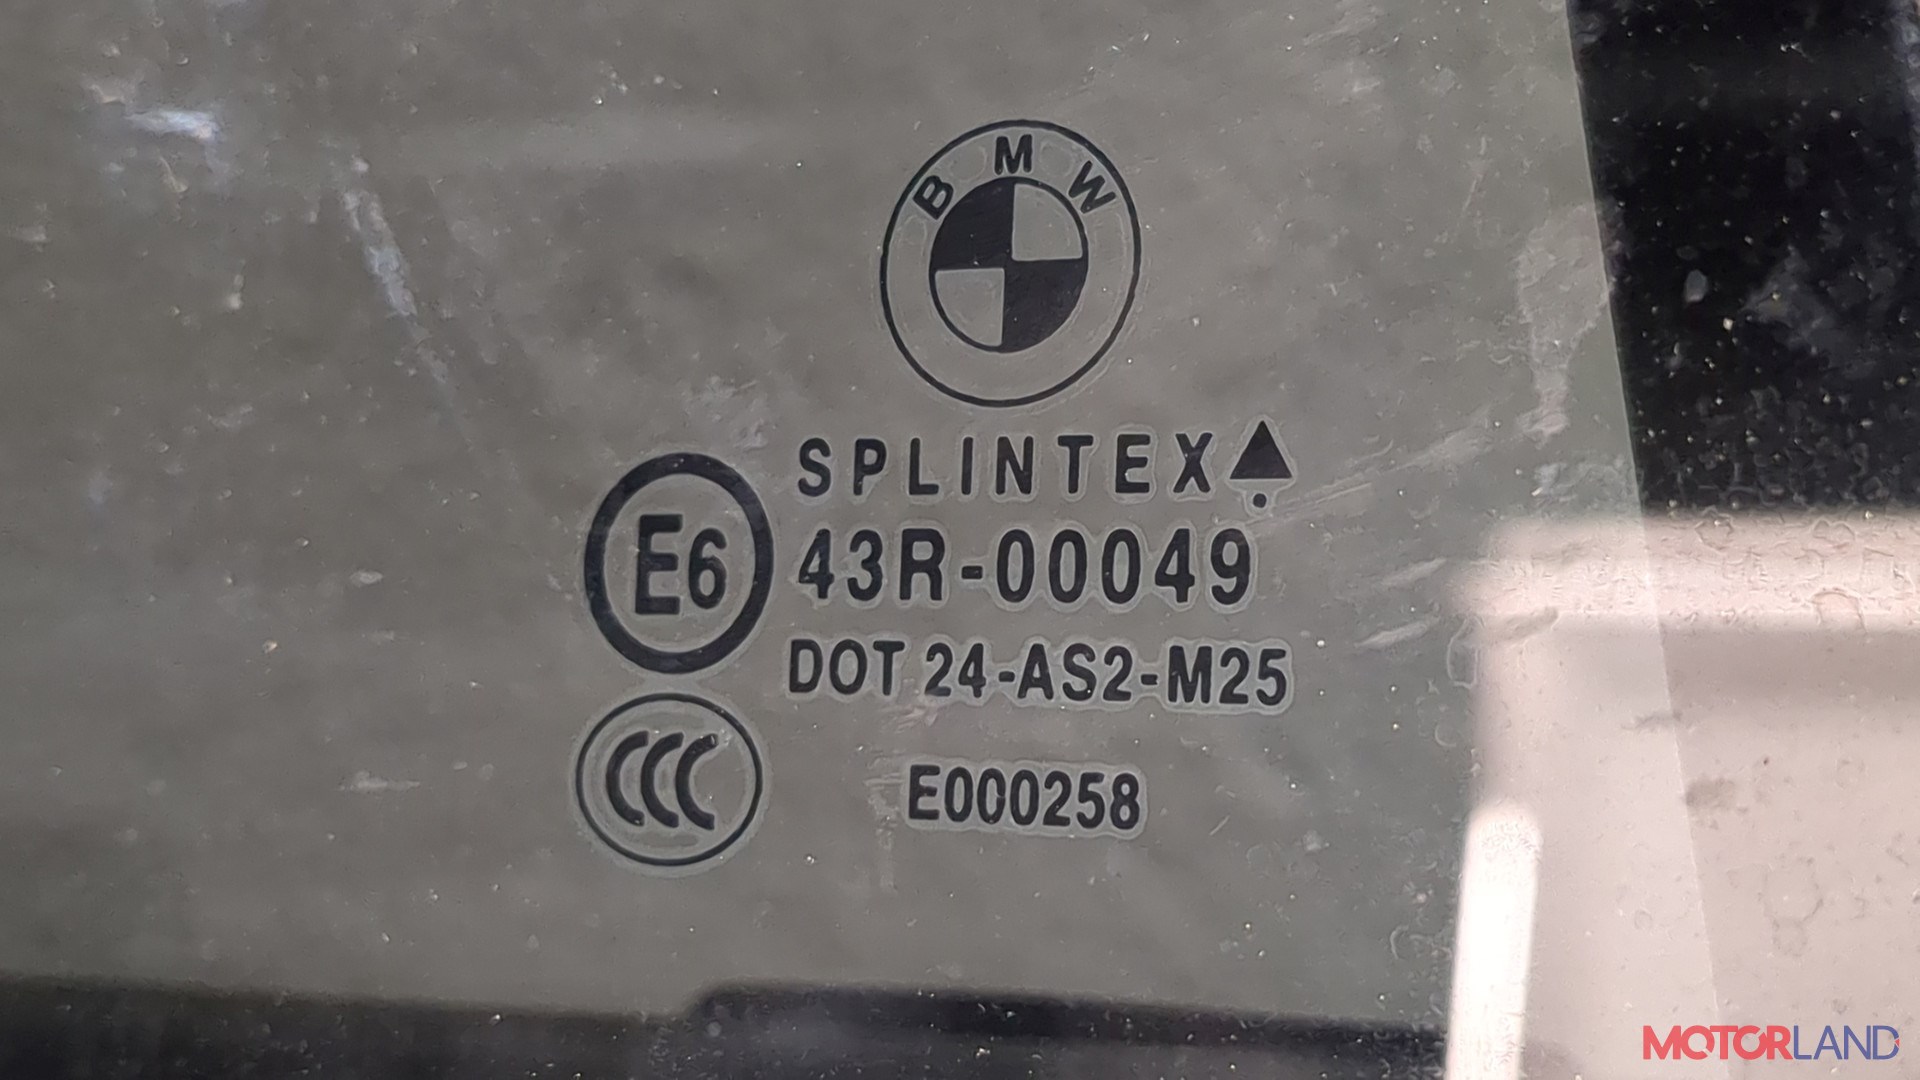 BMW
SPLINTEX
E6
43R-00049
DOT 24-AS2-M25
CCC
E000258
MOTORLAND